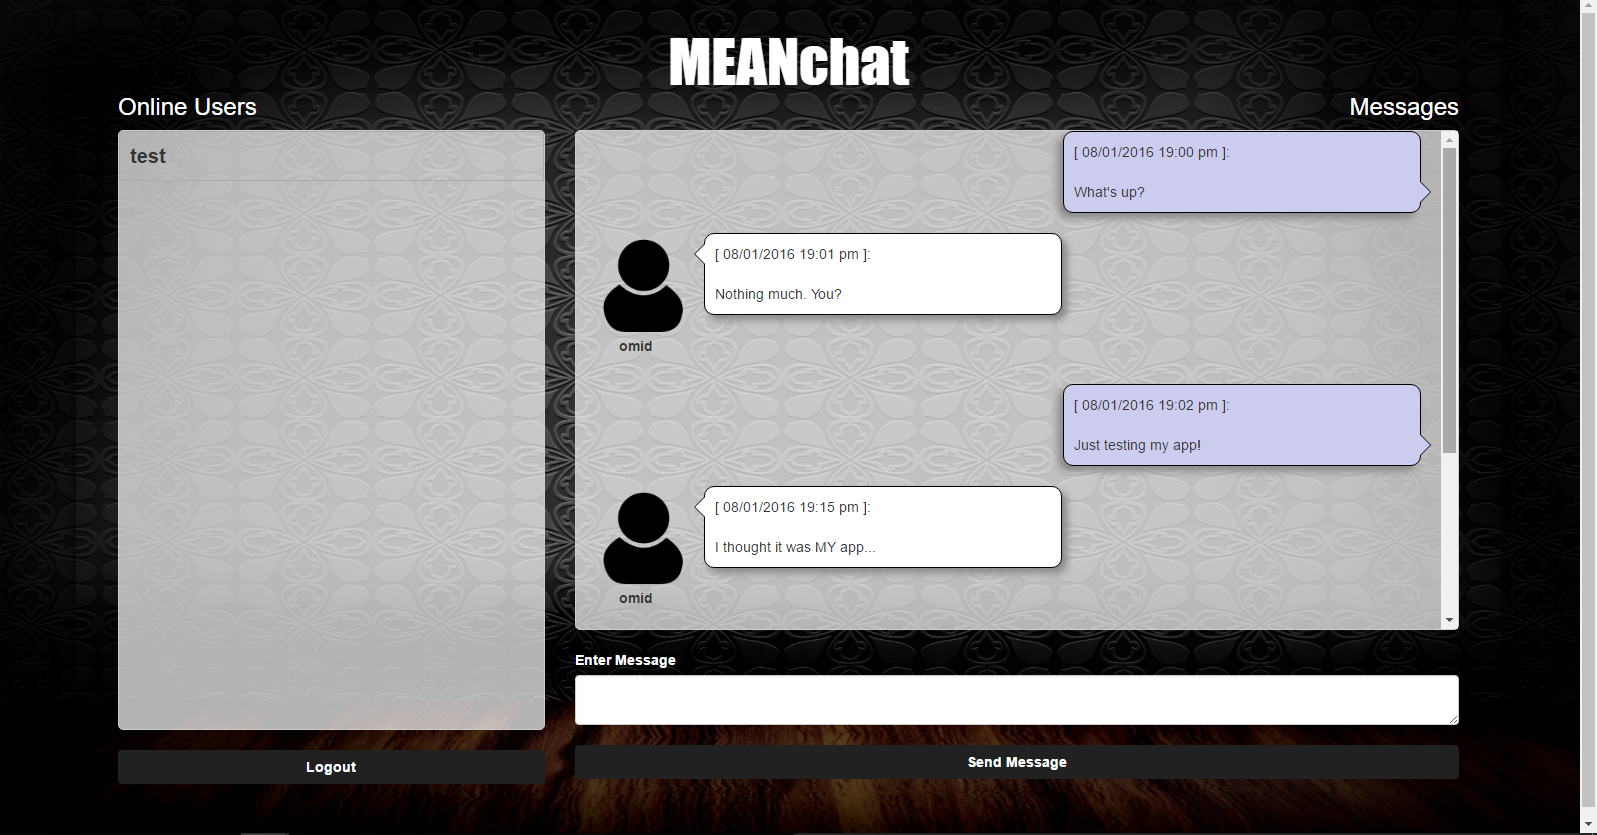 MEANchat
Online Users
Messages
test
[ 08/01/2016 19:00 pm ]:
What's up?
[ 08/01/2016 19:01 pm ]:
Nothing much. You?
omid
[ 08/01/2016 19:02 pm ]:
Just testing my app!
[ 08/01/2016 19:15 pm ]:
I thought it was MY app...
omid
Enter Message
Logout
Send Message